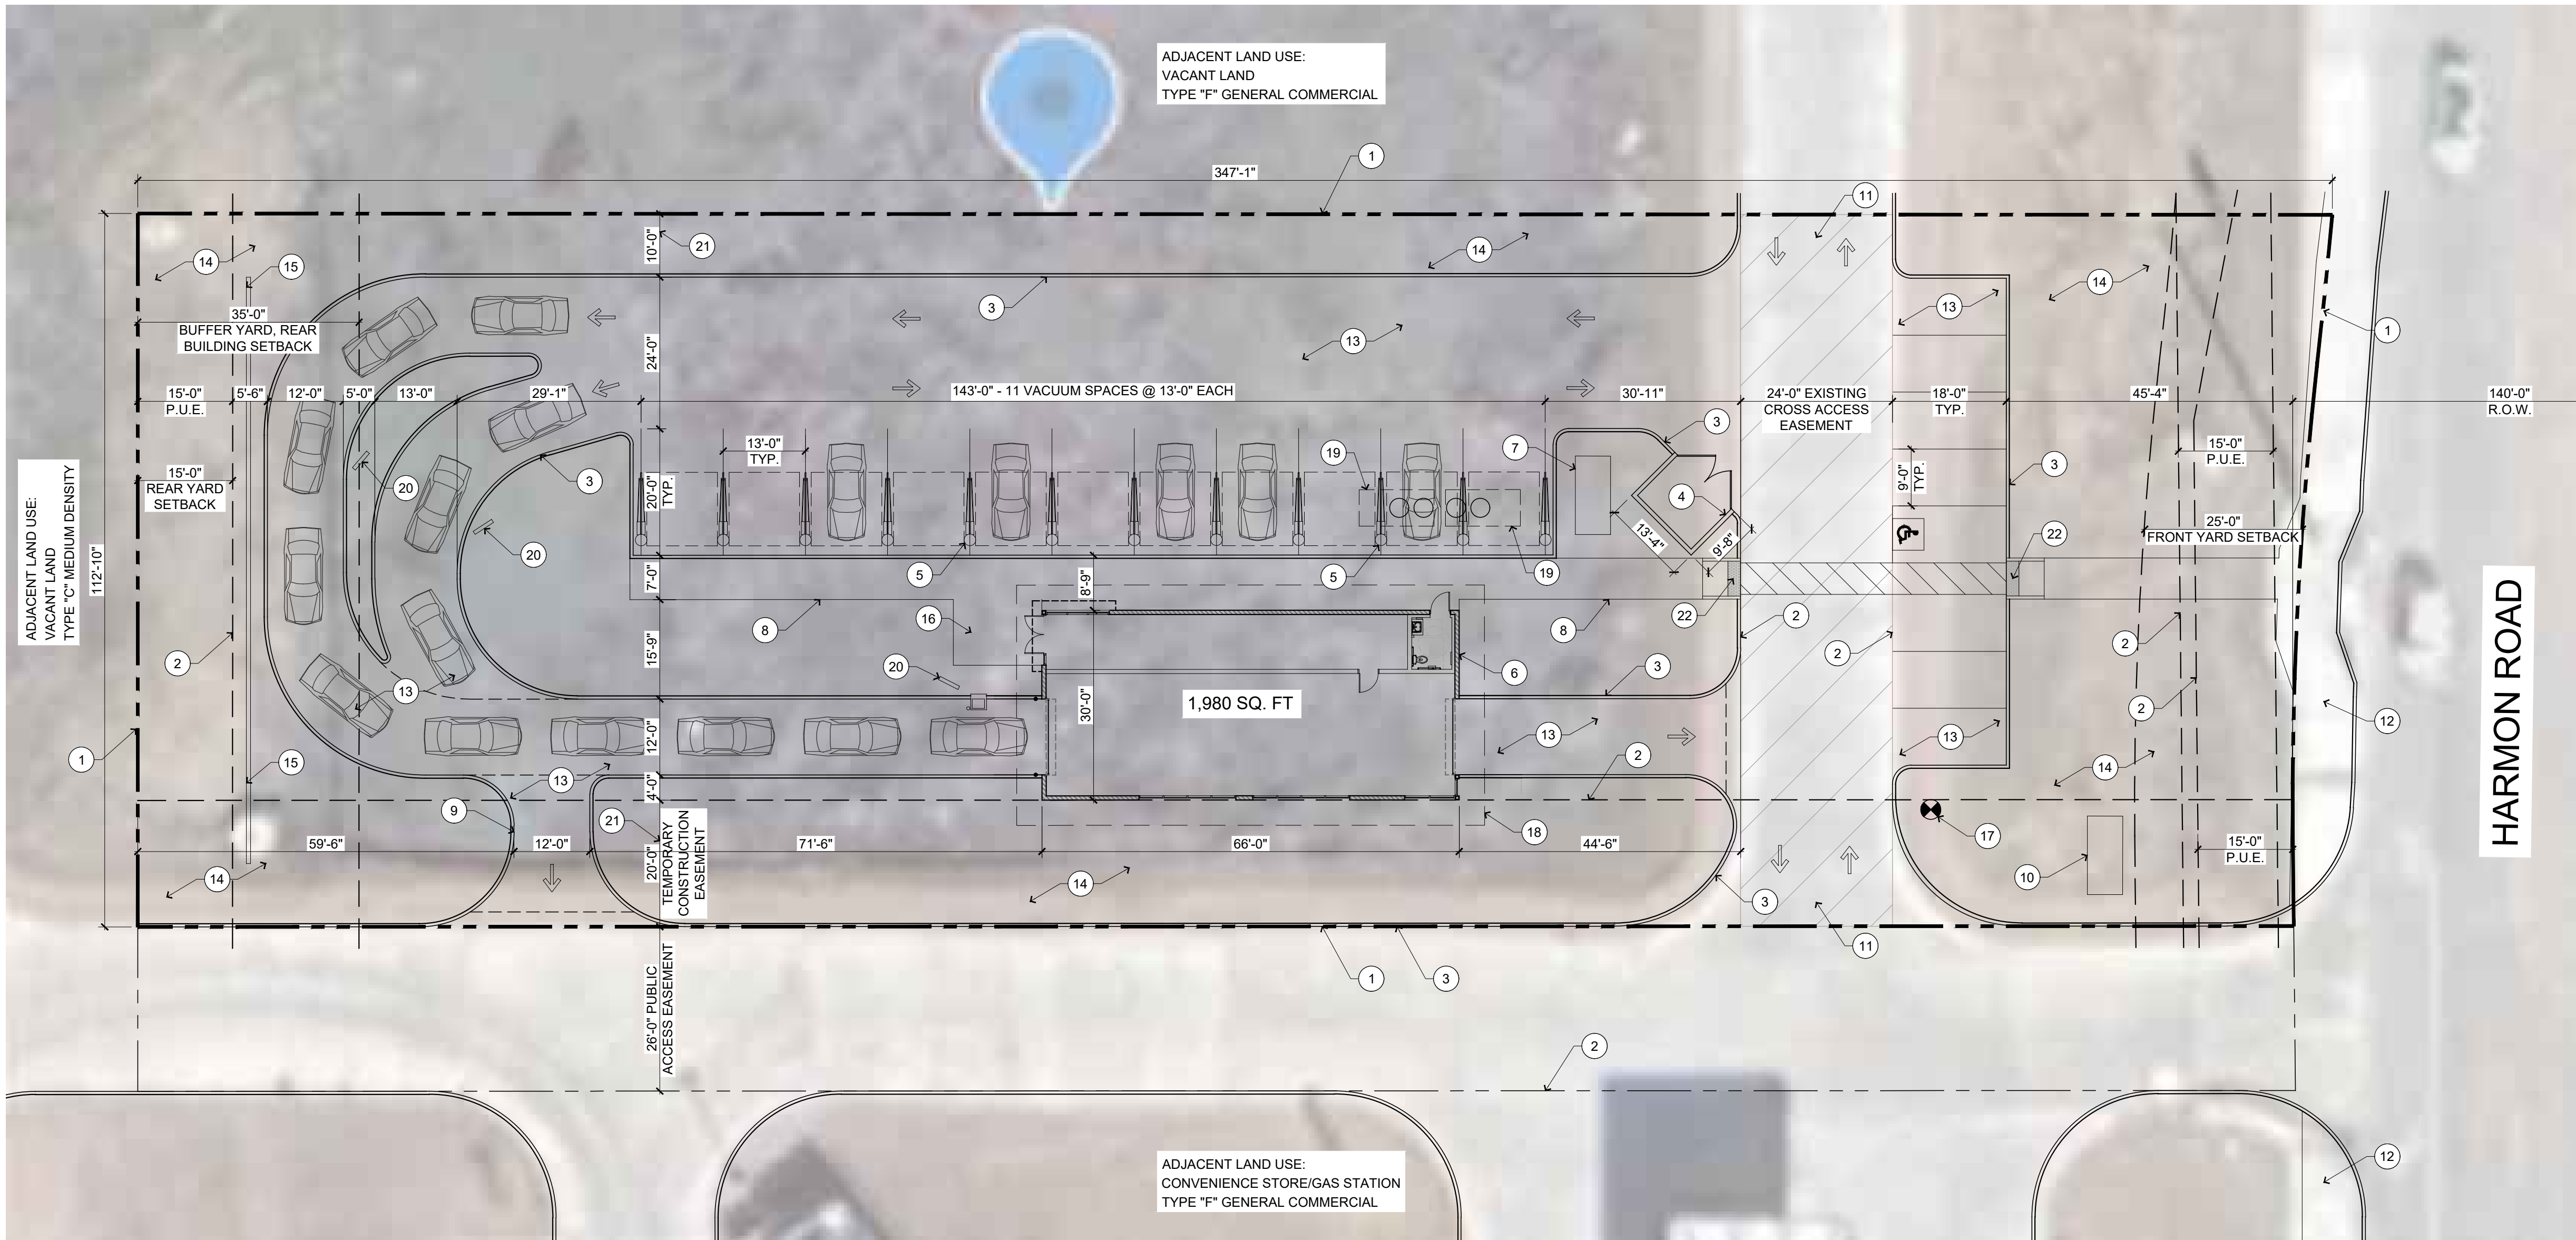 ADJACENT LAND USE:
VACANT LAND
TYPE "F" GENERAL COMMERCIAL
1
347'-1"
11
21
14
10'-0"
14
15
14
3
13
35'-0"
BUFFER YARD, REAR
BUILDING SETBACK
13
1
24'-0"
15'-0"
P.U.E.
5'-6"
12'-0"
5'-0"
13'-0"
29'-1"
143'-0" - 11 VACUUM SPACES @ 13'-0" EACH
30'-11"
24'-0" EXISTING
CROSS ACCESS
EASEMENT
18'-0"
TYP.
45'-4"
140'-0"
R.O.W.
3
13'-0"
TYP.
19
7
15'-0"
P.U.E.
15'-0"
REAR YARD
SETBACK
20
3
20'-0"
TYP.
4
9'-0"
TYP.
3
25'-0"
FRONT YARD SETBACK
ADJACENT LAND USE:
VACANT LAND
TYPE "C" MEDIUM DENSITY
112'-10"
20
13'-4"
9'-8"
22
5
5
19
7'-0"
8'-9"
22
2
HARMON ROAD
8
16
8
2
2
2
15'-9"
20
6
3
13
30'-0"
1,980 SQ. FT
2
12
12'-0"
13
13
1
15
13
2
14
4'-0"
9
21
TEMPORARY
CONSTRUCTION
EASEMENT
18
17
59'-6"
12'-0"
71'-6"
66'-0"
44'-6"
15'-0"
P.U.E.
20'-0"
14
14
10
3
11
1
3
26'-0" PUBLIC
ACCESS EASEMENT
2
12
ADJACENT LAND USE:
CONVENIENCE STORE/GAS STATION
TYPE "F" GENERAL COMMERCIAL